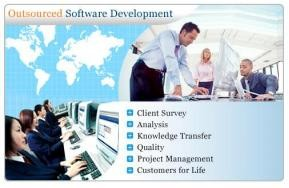 Outsourced Software Development
Client Survey
Analysis
Knowledge Transfer
Quality
Project Management
Customers for Life